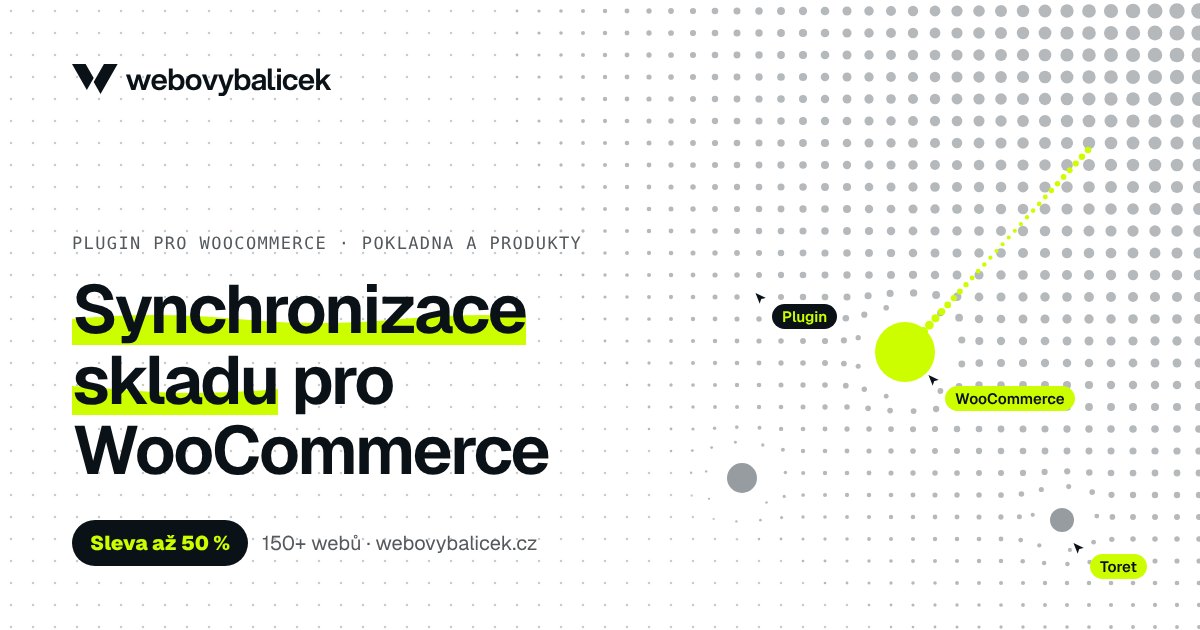 webovybalicek
PLUGIN PRO WOOCOMMERCE · POKLADNA A PRODUKTY
Synchronizace
skladu pro
WooCommerce
Sleva až 50 % 150+ webů · webovybalicek.cz
Plugin
WooCommerce
Toret